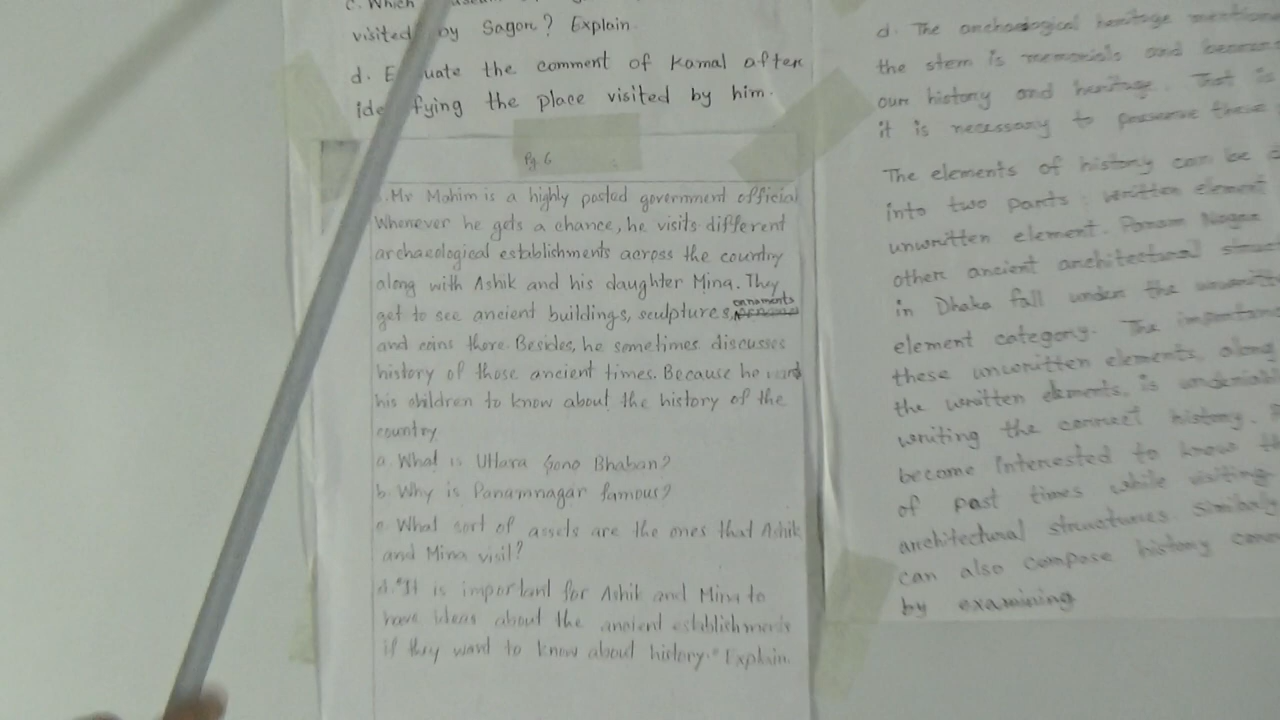 c. Which
visited by Sagor? Explain.
d. E uate the comment of Kamal after
ide fying the place visited by him.
Pg. 6
Mr Mahim is a highly posted government official
Whenever he gets a chance, he visits different
archaeological establishments across the country
along with Ashik and his daughter Mina. They
get to see ancient buildings, sculptures, ornaments
and coins there. Besides, he sometimes discusses
history of those ancient times. Because he
his children to know about the history of the
country
a. What is Uttara Gono Bhaban?
b. Why is Panamnagar famous?
c. What sort of assets are the ones that Ashik
and Mina visit?
d. "It is important for Ashik and Mina to
have ideas about the ancient establishments
if they want to know about history." Explain.
d. The archaeological heritage
the stem is memorials and
our history and heritage. That is
it is necessary to preserve these
The elements of history can be
into two parts: written element
unwritten element. Panam Nagar
other ancient architectural
in Dhaka fall under the
element category. The
these unwritten elements, along
the written elements, is
writing the correct history.
become interested to know
of past times while visiting
architectural structures. Similarly
can also compose history
by examining